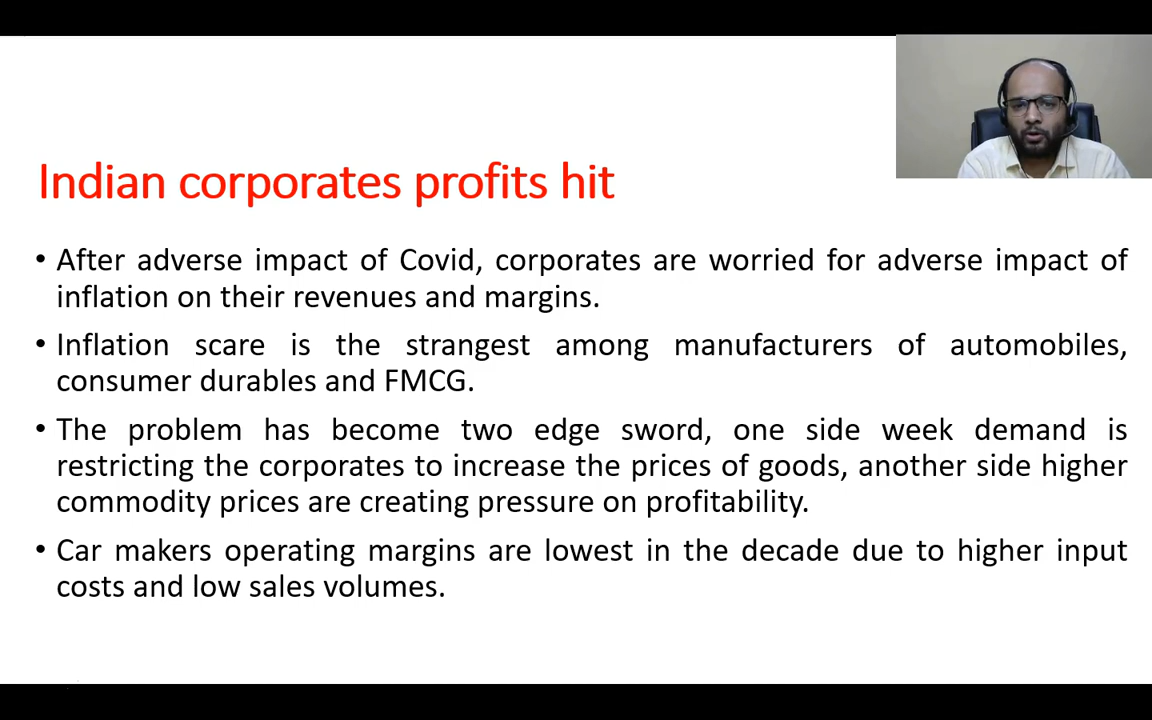 Indian corporates profits hit
• After adverse impact of Covid, corporates are worried for adverse impact of
inflation on their revenues and margins.
• Inflation scare is the strangest among manufacturers of automobiles,
consumer durables and FMCG.
• The problem has become two edge sword, one side week demand is
restricting the corporates to increase the prices of goods, another side higher
commodity prices are creating pressure on profitability.
• Car makers operating margins are lowest in the decade due to higher input
costs and low sales volumes.